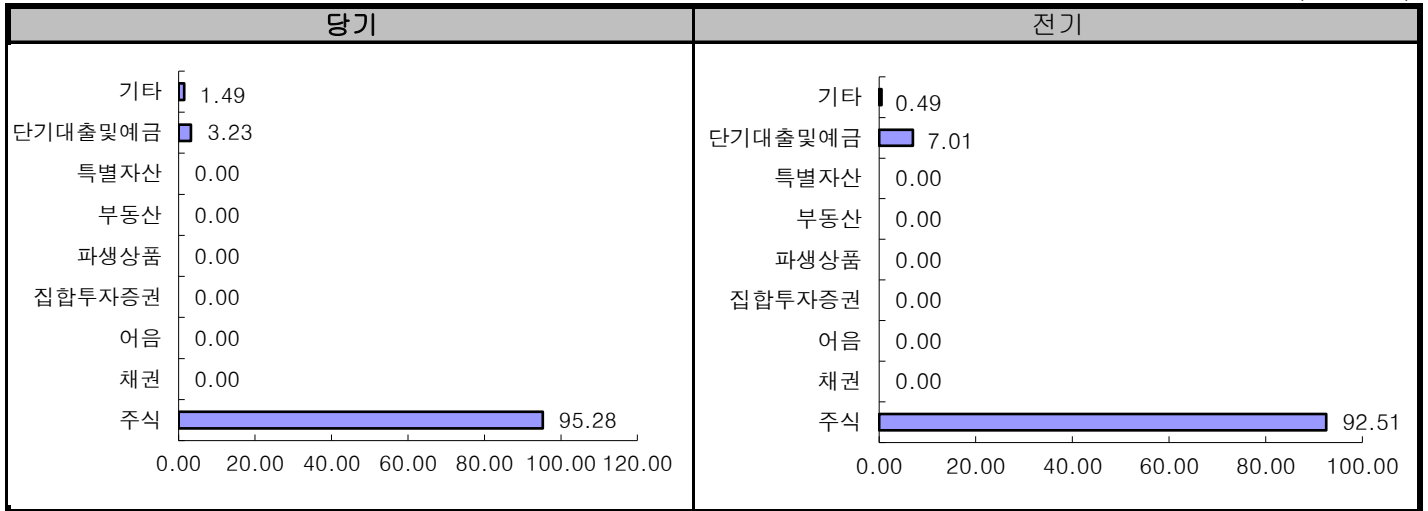 당기
기타 1.49
단기대출및예금 3.23
특별자산 0.00
부동산 0.00
파생상품 0.00
집합투자증권 0.00
어음 0.00
채권 0.00
주식 95.28
0.00 20.00 40.00 60.00 80.00 100.00 120.00
전기
기타 0.49
단기대출및예금 7.01
특별자산 0.00
부동산 0.00
파생상품 0.00
집합투자증권 0.00
어음 0.00
채권 0.00
주식 92.51
0.00 20.00 40.00 60.00 80.00 100.00